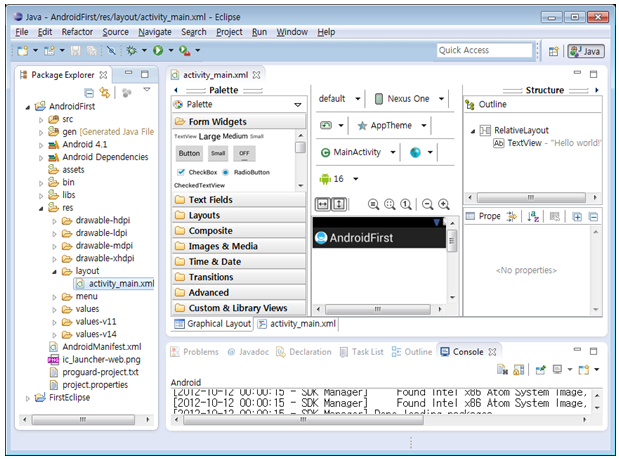 Java - AndroidFirst/res/layout/activity_main.xml - Eclipse
File Edit Refactor Source Navigate Search Project Run Window Help
Quick Access
Java
Package Explorer
AndroidFirst
src
gen [Generated Java File
Android 4.1
Android Dependencies
assets
bin
libs
res
drawable-hdpi
drawable-ldpi
drawable-mdpi
drawable-xhdpi
layout
activity_main.xml
menu
values
values-v11
values-v14
AndroidManifest.xml
ic_launcher-web.png
proguard-project.txt
project.properties
FirstEclipse
activity_main.xml
Palette
Palette
Form Widgets
TextView Large Medium Small
Button Small OFF
CheckBox RadioButton
CheckedTextView
Text Fields
Layouts
Composite
Images & Media
Time & Date
Transitions
Advanced
Custom & Library Views
default Nexus One
AppTheme
MainActivity
16
AndroidFirst
Structure
Outline
RelativeLayout
Ab TextView - "Hello world!"
Prope
<No properties>
Graphical Layout activity_main.xml
Problems @ Javadoc Declaration Task List Outline Console
Android
[2012-10-12 00:00:15 - SDK Manager] Found Intel x86 Atom System Image,
[2012-10-12 00:00:15 - SDK Manager] Found Intel x86 Atom System Image,
[2012-10-12 00:00:15 - SDK Manager] Done loading packages